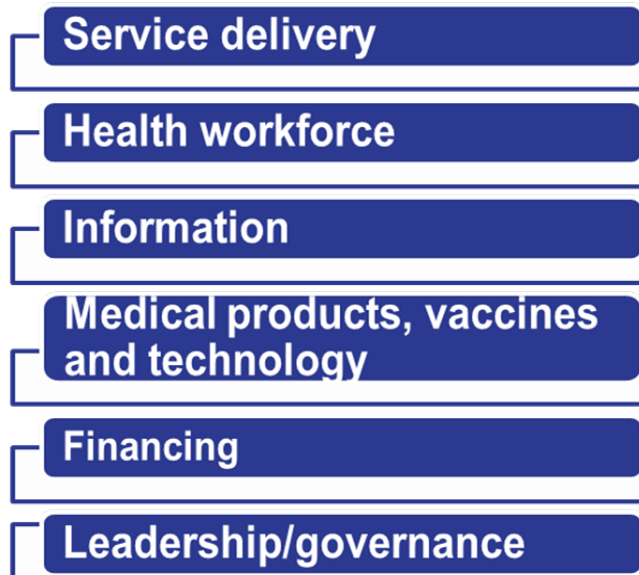 Service delivery
Health workforce
Information
Medical products, vaccines
and technology
Financing
Leadership/governance